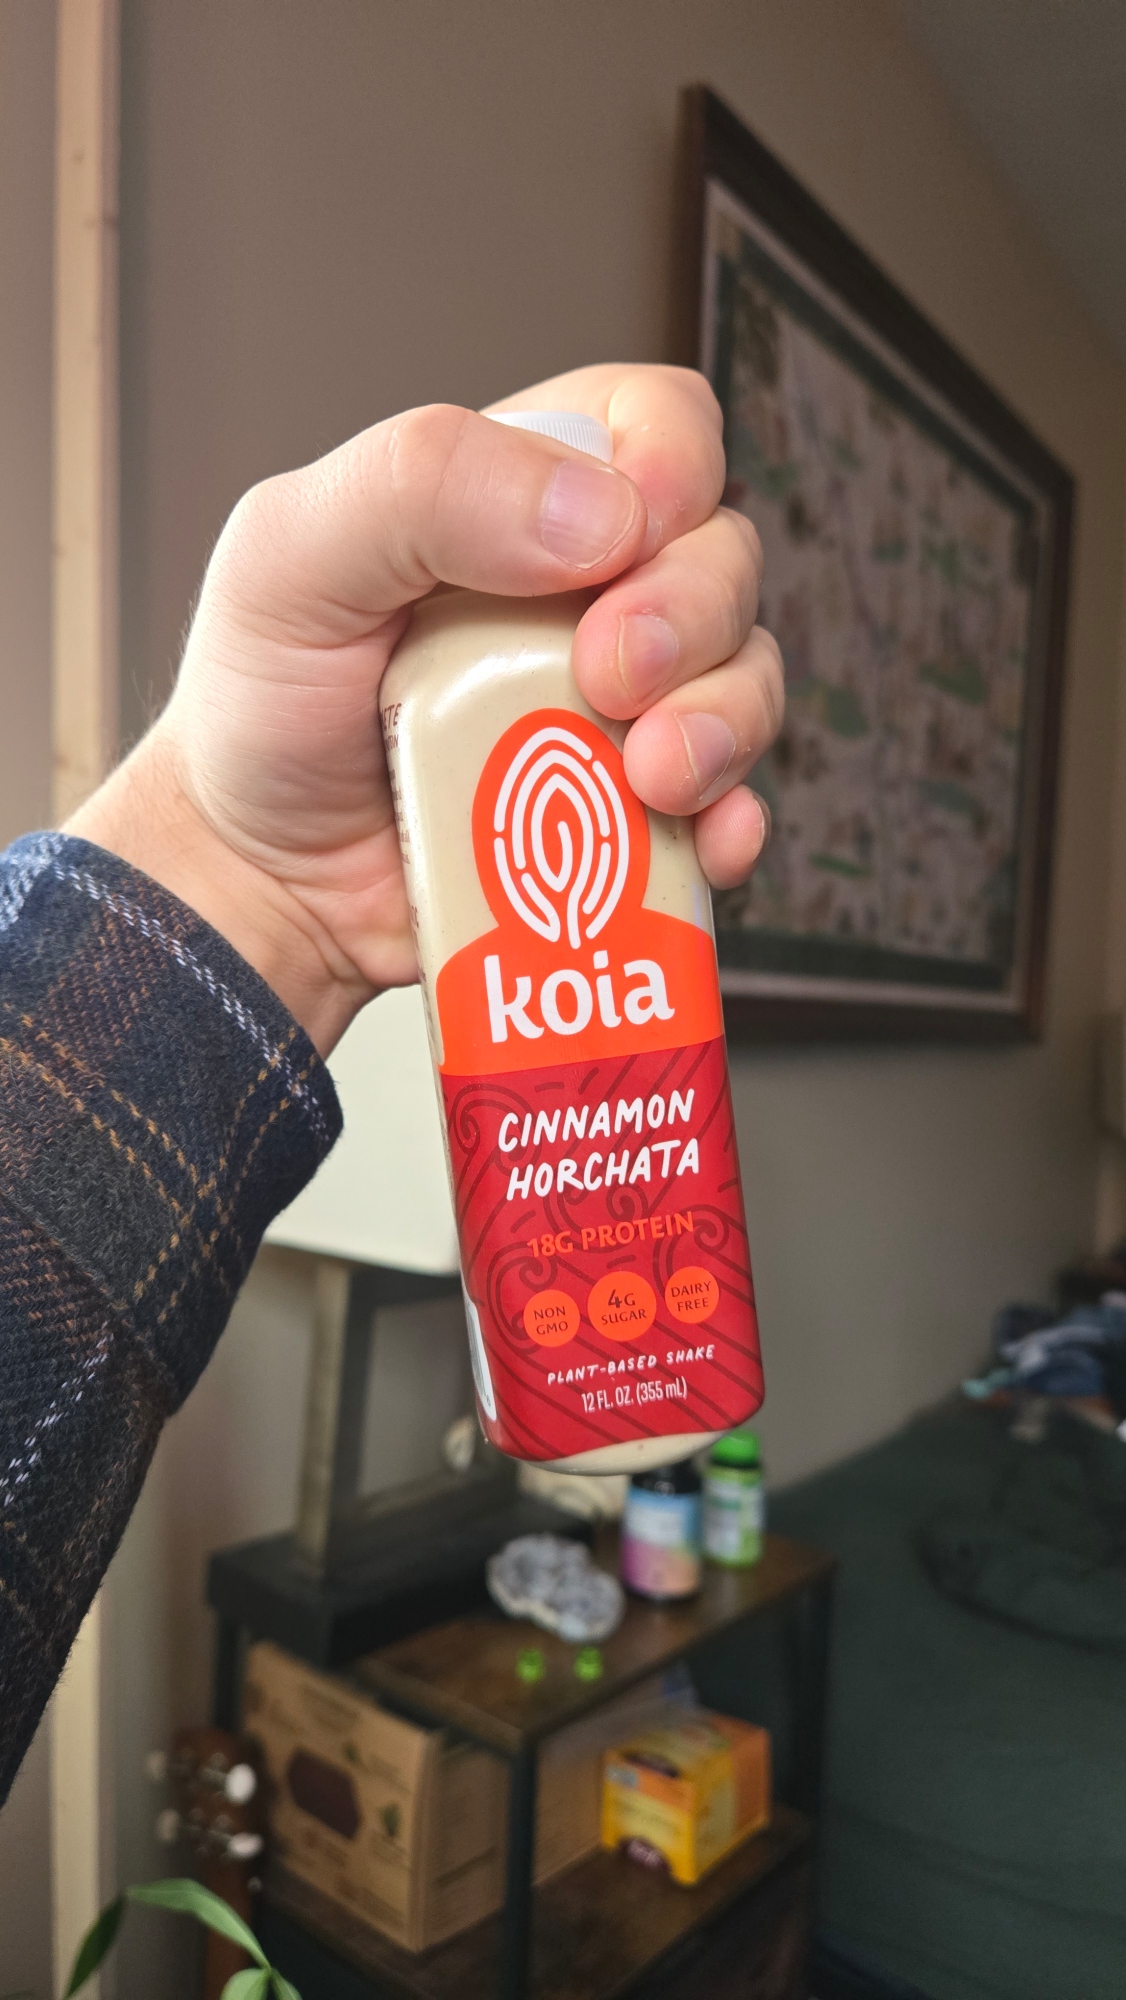 koia
CINNAMON
HORCHATA
18G PROTEIN
NON
GMO
4G
SUGAR
DAIRY
FREE
PLANT-BASED SHAKE
12 FL. OZ. (355 mL)